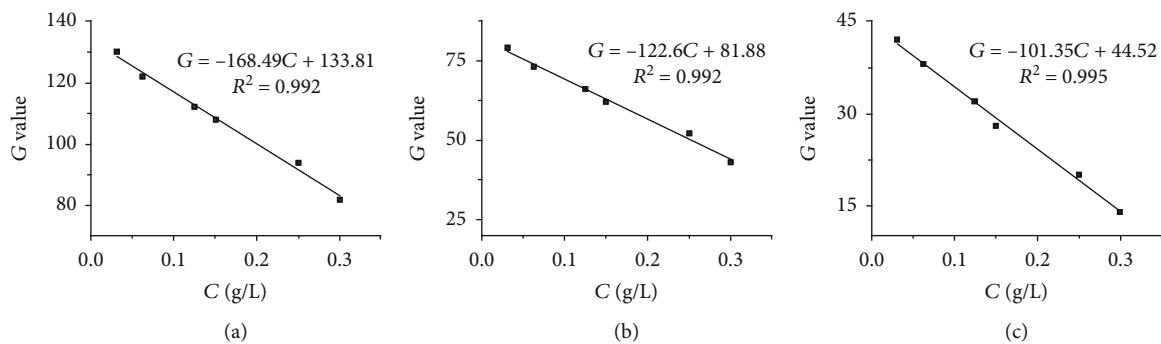 140
120
100
80
G value
G = –168.49C + 133.81
R² = 0.992
0.0 0.1 0.2 0.3
C (g/L)
(a)
75
50
25
G value
G = –122.6C + 81.88
R² = 0.992
0.0 0.1 0.2 0.3
C (g/L)
(b)
45
30
15
G value
G = –101.35C + 44.52
R² = 0.995
0.0 0.1 0.2 0.3
C (g/L)
(c)